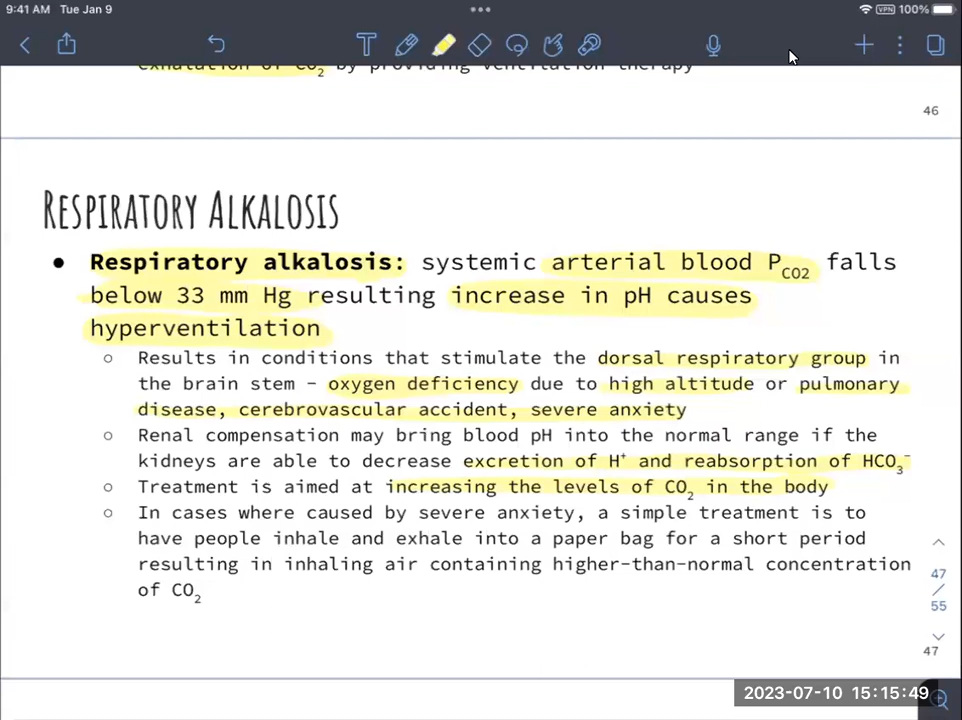 9:41 AM Tue Jan 9
VPN 100%
exhalation of CO2 by providing ventilation therapy
46
RESPIRATORY ALKALOSIS
● Respiratory alkalosis: systemic arterial blood PCO2 falls
below 33 mm Hg resulting increase in pH causes
hyperventilation
○ Results in conditions that stimulate the dorsal respiratory group in
the brain stem – oxygen deficiency due to high altitude or pulmonary
disease, cerebrovascular accident, severe anxiety
○ Renal compensation may bring blood pH into the normal range if the
kidneys are able to decrease excretion of H+ and reabsorption of HCO3-
○ Treatment is aimed at increasing the levels of CO2 in the body
○ In cases where caused by severe anxiety, a simple treatment is to
have people inhale and exhale into a paper bag for a short period
resulting in inhaling air containing higher-than-normal concentration
of CO2
47
/
55
47
2023-07-10 15:15:49